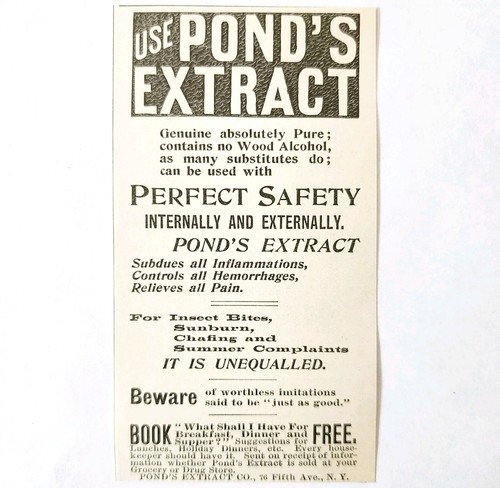 USE POND'S
EXTRACT
Genuine absolutely Pure;
contains no Wood Alcohol,
as many substitutes do;
can be used with
PERFECT SAFETY
INTERNALLY AND EXTERNALLY.
POND'S EXTRACT
Subdues all Inflammations,
Controls all Hemorrhages,
Relieves all Pain.
For Insect Bites,
Sunburn,
Chafing and
Summer Complaints
IT IS UNEQUALLED.
Beware of worthless imitations
said to be "just as good."
BOOK "What Shall I Have For
Breakfast, Dinner and
Supper?" Suggestions for FREE.
Lunches, Holiday Dinners, etc. Every house-
keeper should have it. Sent on receipt of infor-
mation whether Pond's Extract is sold at your
Grocery or Drug Store.
POND'S EXTRACT CO., 76 Fifth Ave., N. Y.